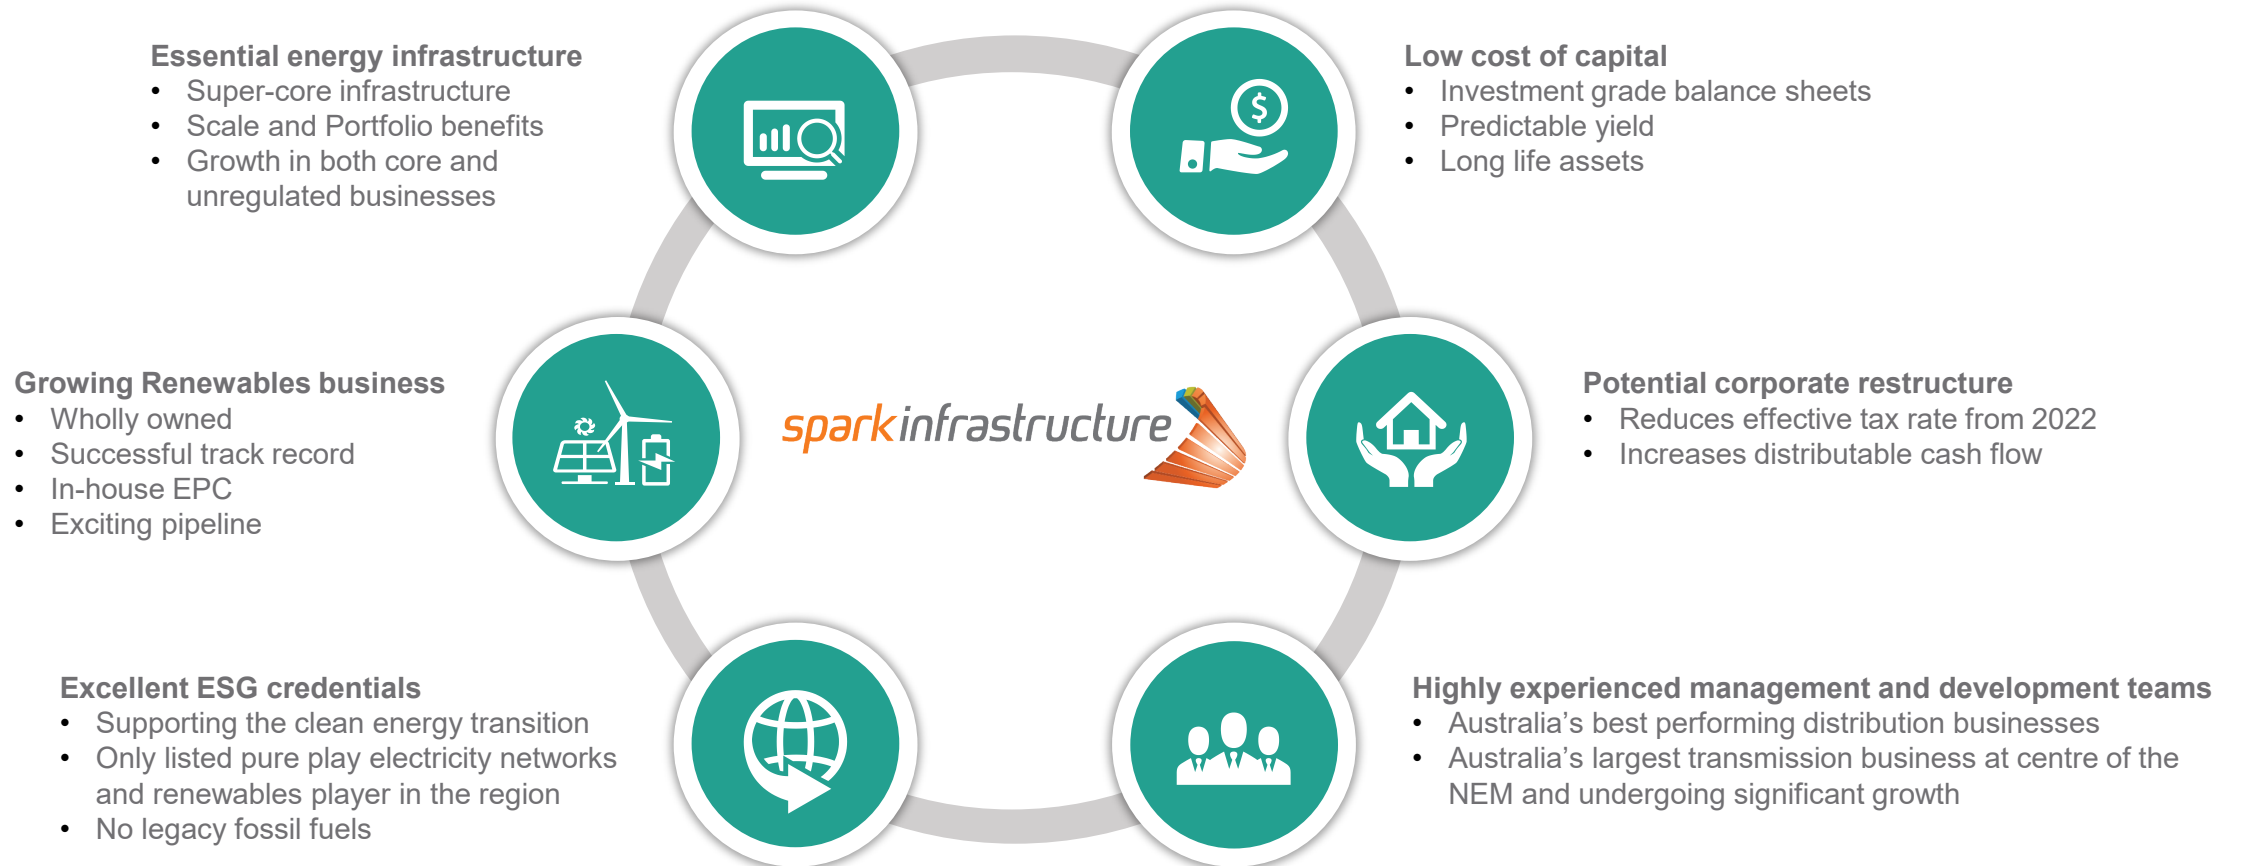 Essential energy infrastructure
• Super-core infrastructure
• Scale and Portfolio benefits
• Growth in both core and
unregulated businesses
Low cost of capital
• Investment grade balance sheets
• Predictable yield
• Long life assets
$
Growing Renewables business
• Wholly owned
• Successful track record
• In-house EPC
• Exciting pipeline
sparkinfrastructure
Potential corporate restructure
• Reduces effective tax rate from 2022
• Increases distributable cash flow
Excellent ESG credentials
• Supporting the clean energy transition
• Only listed pure play electricity networks
and renewables player in the region
• No legacy fossil fuels
Highly experienced management and development teams
• Australia’s best performing distribution businesses
• Australia’s largest transmission business at centre of the
NEM and undergoing significant growth